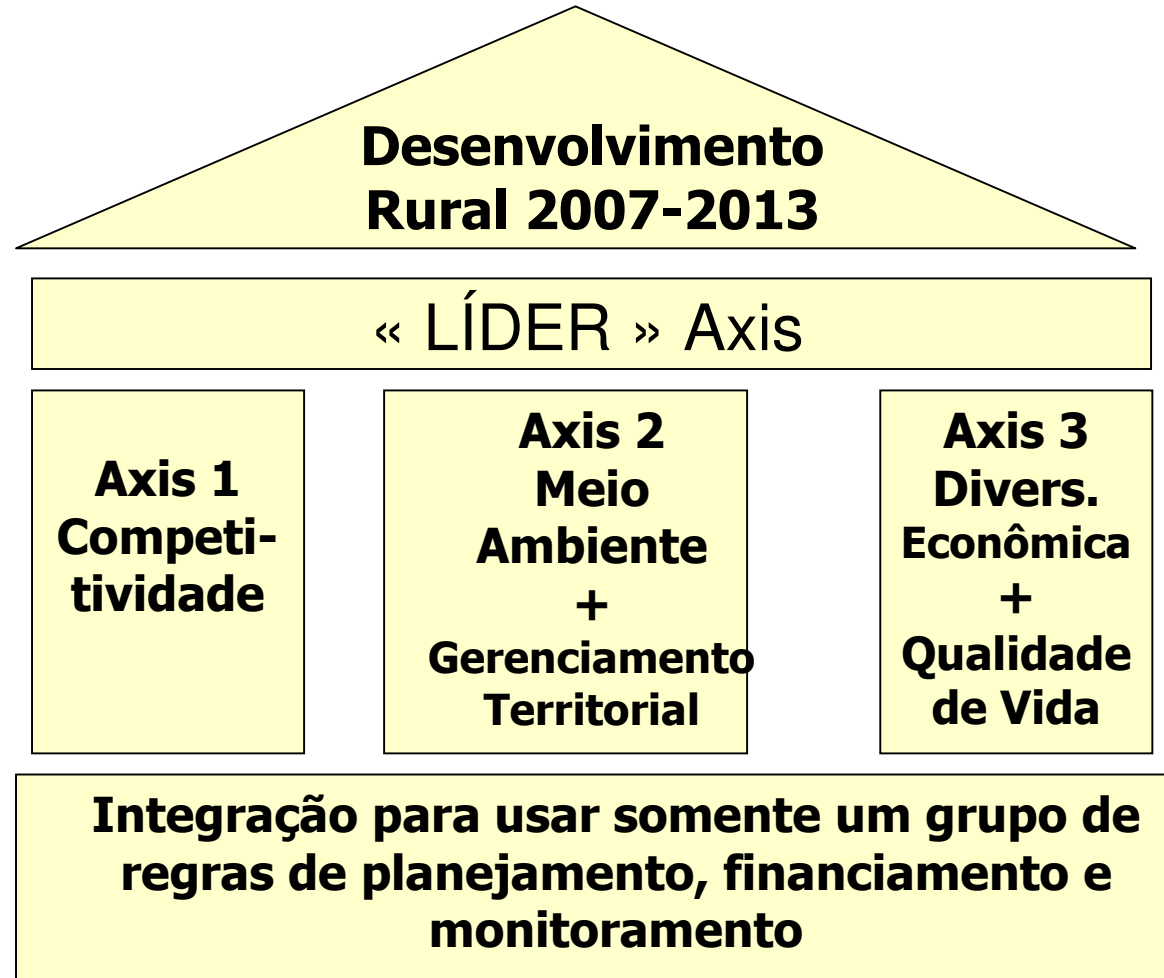 Desenvolvimento
Rural 2007-2013
« LÍDER » Axis
Axis 1
Competi-
tividade
Axis 2
Meio
Ambiente
+
Gerenciamento
Territorial
Axis 3
Divers.
Econômica
+
Qualidade
de Vida
Integração para usar somente um grupo de
regras de planejamento, financiamento e
monitoramento